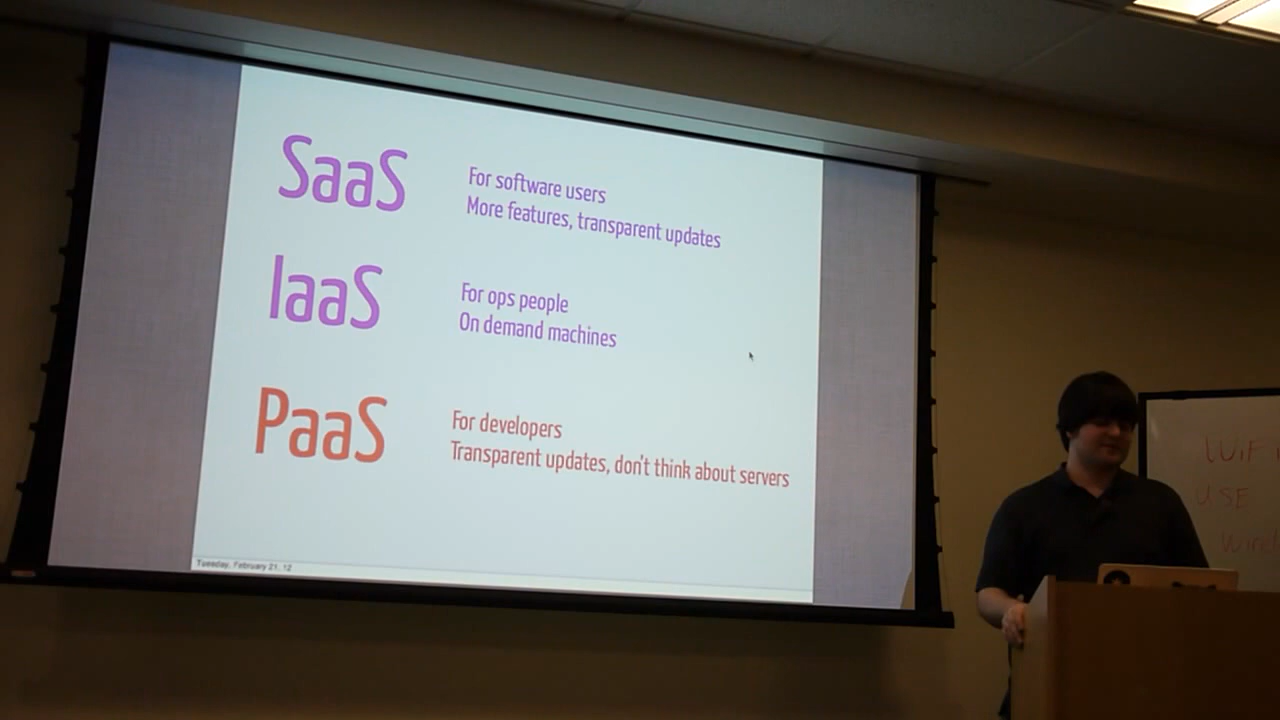 SaaS
For software users
More features, transparent updates
IaaS
For ops people
On demand machines
PaaS
For developers
Transparent updates, don't think about servers
Tuesday, February 21, 12
USE